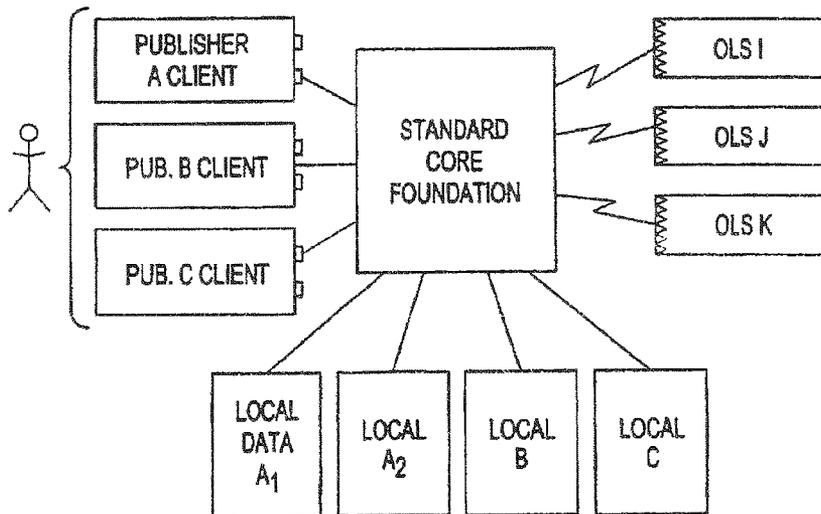 PUBLISHER
A CLIENT
PUB. B CLIENT
PUB. C CLIENT
STANDARD
CORE
FOUNDATION
OLS I
OLS J
OLS K
LOCAL
DATA
A1
LOCAL
A2
LOCAL
B
LOCAL
C